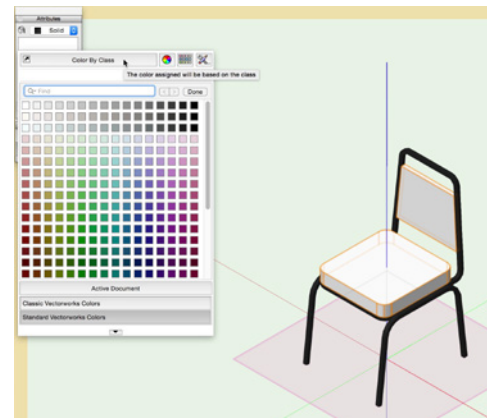 Attributes
Solid
Color By Class
The color assigned will be based on the class
Find
Done
Active Document
Classic Vectorworks Colors
Standard Vectorworks Colors